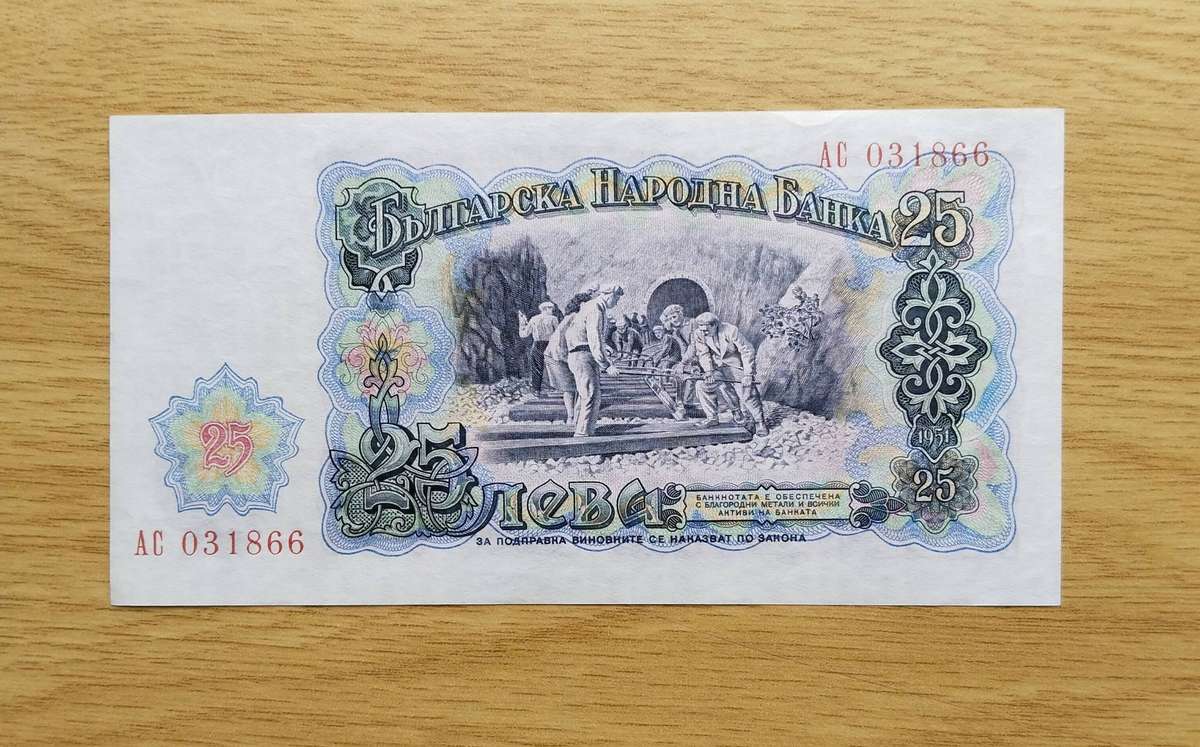 АС 031866
БЪЛГАРСКА НАРОДНА БАНКА
25
25
1951
25
25 ЛЕВА
БАНКНОТАТА Е ОБЕСПЕЧЕНА
С БЛАГОРОДНИ МЕТАЛИ И ВСИЧКИ
АКТИВИ НА БАНКАТА
ЗА ПОДПРАВКА ВИНОВНИТЕ СЕ НАКАЗВАТ ПО ЗАКОНА
АС 031866